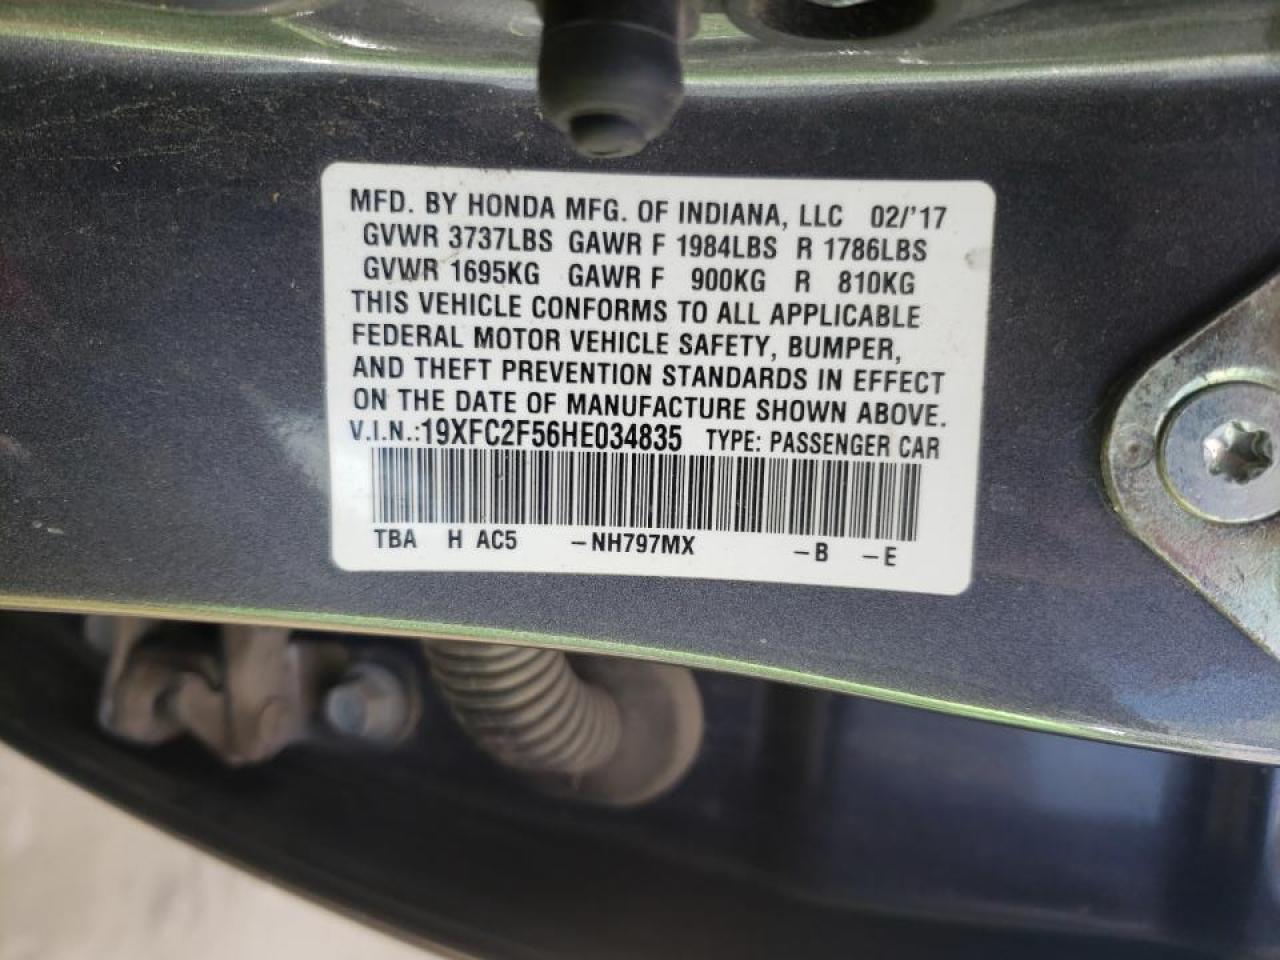 MFD. BY HONDA MFG. OF INDIANA, LLC 02/'17
GVWR 3737LBS GAWR F 1984LBS R 1786LBS
GVWR 1695KG GAWR F 900KG R 810KG
THIS VEHICLE CONFORMS TO ALL APPLICABLE
FEDERAL MOTOR VEHICLE SAFETY, BUMPER,
AND THEFT PREVENTION STANDARDS IN EFFECT
ON THE DATE OF MANUFACTURE SHOWN ABOVE.
V.I.N.:19XFC2F56HE034835 TYPE: PASSENGER CAR
TBA H AC5 –NH797MX –B –E